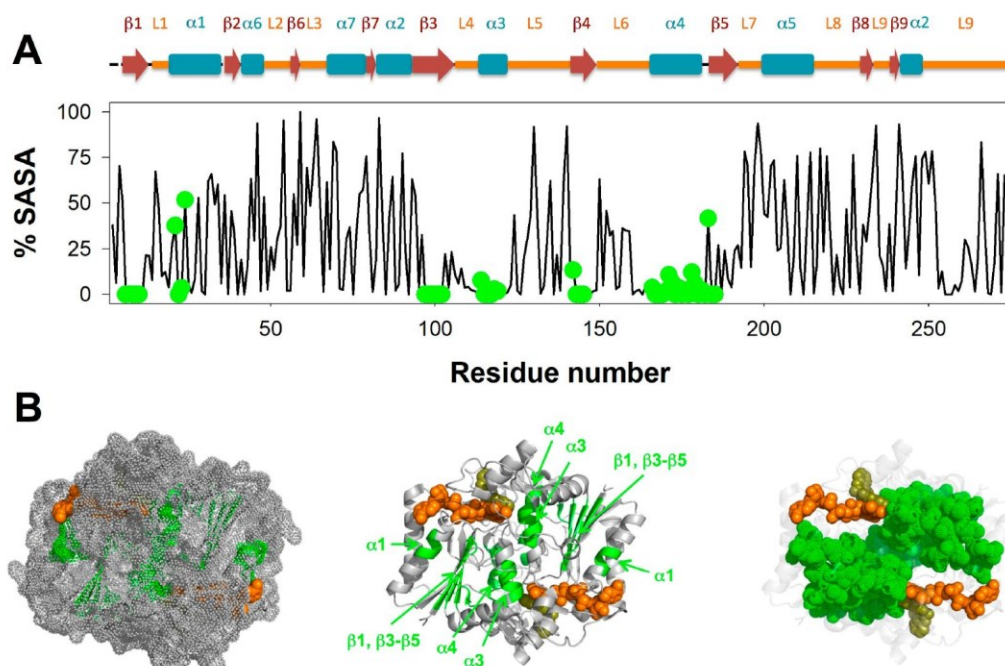 A
β1 L1 α1 β2 α6 L2 β6 L3 α7 β7 α2 β3 L4 α3 L5 β4 L6 α4 β5 L7 α5 L8 β8 L9 β9 α2 L9
100
75
50
25
0
% SASA
50 100 150 200 250
Residue number
B
α4
α3
β1, β3-β5
α1
α1
β1, β3-β5
α4
α3